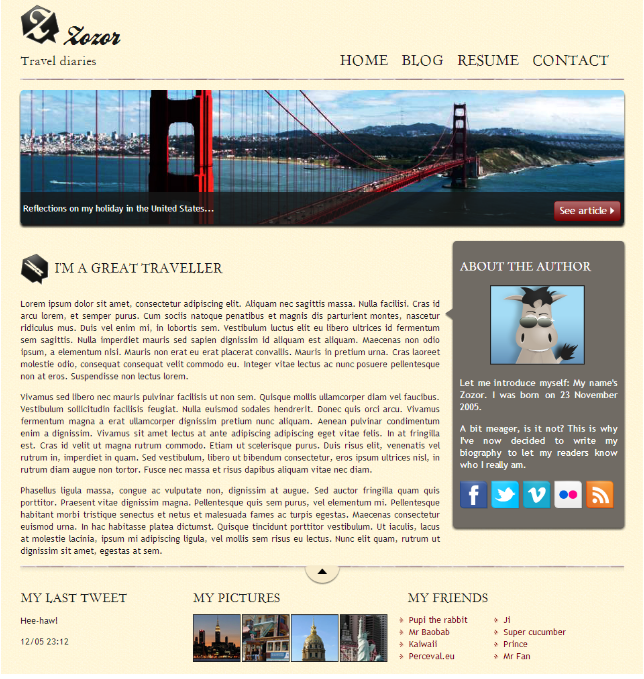 Zozor
Travel diaries
HOME BLOG RESUME CONTACT
Reflections on my holiday in the United States...
See article
I'M A GREAT TRAVELLER
Lorem ipsum dolor sit amet, consectetur adipiscing elit. Aliquam nec sagittis massa. Nulla facilisi. Cras id
arcu lorem, et semper purus. Cum sociis natoque penatibus et magnis dis parturient montes, nascetur
ridiculus mus. Duis vel enim mi, in lobortis sem. Vestibulum luctus elit eu libero ultrices id fermentum
sem sagittis. Nulla imperdiet mauris sed sapien dignissim id aliquam est aliquam. Maecenas non odio
ipsum, a elementum nisi. Mauris non erat eu erat placerat convallis. Mauris in pretium urna. Cras laoreet
molestie odio, consequat consequat velit commodo eu. Integer vitae lectus ac nunc posuere pellentesque
non at eros. Suspendisse non lectus lorem.
Vivamus sed libero nec mauris pulvinar facilisis ut non sem. Quisque mollis ullamcorper diam vel faucibus.
Vestibulum sollicitudin facilisis feugiat. Nulla euismod sodales hendrerit. Donec quis orci arcu. Vivamus
fermentum magna a erat ullamcorper dignissim pretium nunc aliquam. Aenean pulvinar condimentum
enim a dignissim. Vivamus sit amet lectus at ante adipiscing adipiscing eget vitae felis. In at fringilla
est. Cras id velit ut magna rutrum commodo. Etiam ut scelerisque purus. Duis risus elit, venenatis vel
rutrum in, imperdiet in quam. Sed vestibulum, libero ut bibendum consectetur, eros ipsum ultrices nisl, in
rutrum diam augue non tortor. Fusce nec massa et risus dapibus aliquam vitae nec diam.
Phasellus ligula massa, congue ac vulputate non, dignissim at augue. Sed auctor fringilla quam quis
porttitor. Praesent vitae dignissim magna. Pellentesque quis sem purus, vel elementum mi. Pellentesque
habitant morbi tristique senectus et netus et malesuada fames ac turpis egestas. Maecenas consectetur
euismod urna. In hac habitasse platea dictumst. Quisque tincidunt porttitor vestibulum. Ut iaculis, lacus
at molestie lacinia, ipsum mi adipiscing ligula, vel mollis sem risus eu lectus. Nunc elit quam, rutrum ut
dignissim sit amet, egestas at sem.
ABOUT THE AUTHOR
Let me introduce myself: My name's
Zozor. I was born on 23 November
2005.
A bit meager, is it not? This is why
I've now decided to write my
biography to let my readers know
who I really am.
MY LAST TWEET
Hee-haw!
12/05 23:12
MY PICTURES
MY FRIENDS
Pupi the rabbit
Mr Baobab
Kaiwaii
Perceval.eu
Ji
Super cucumber
Prince
Mr Fan